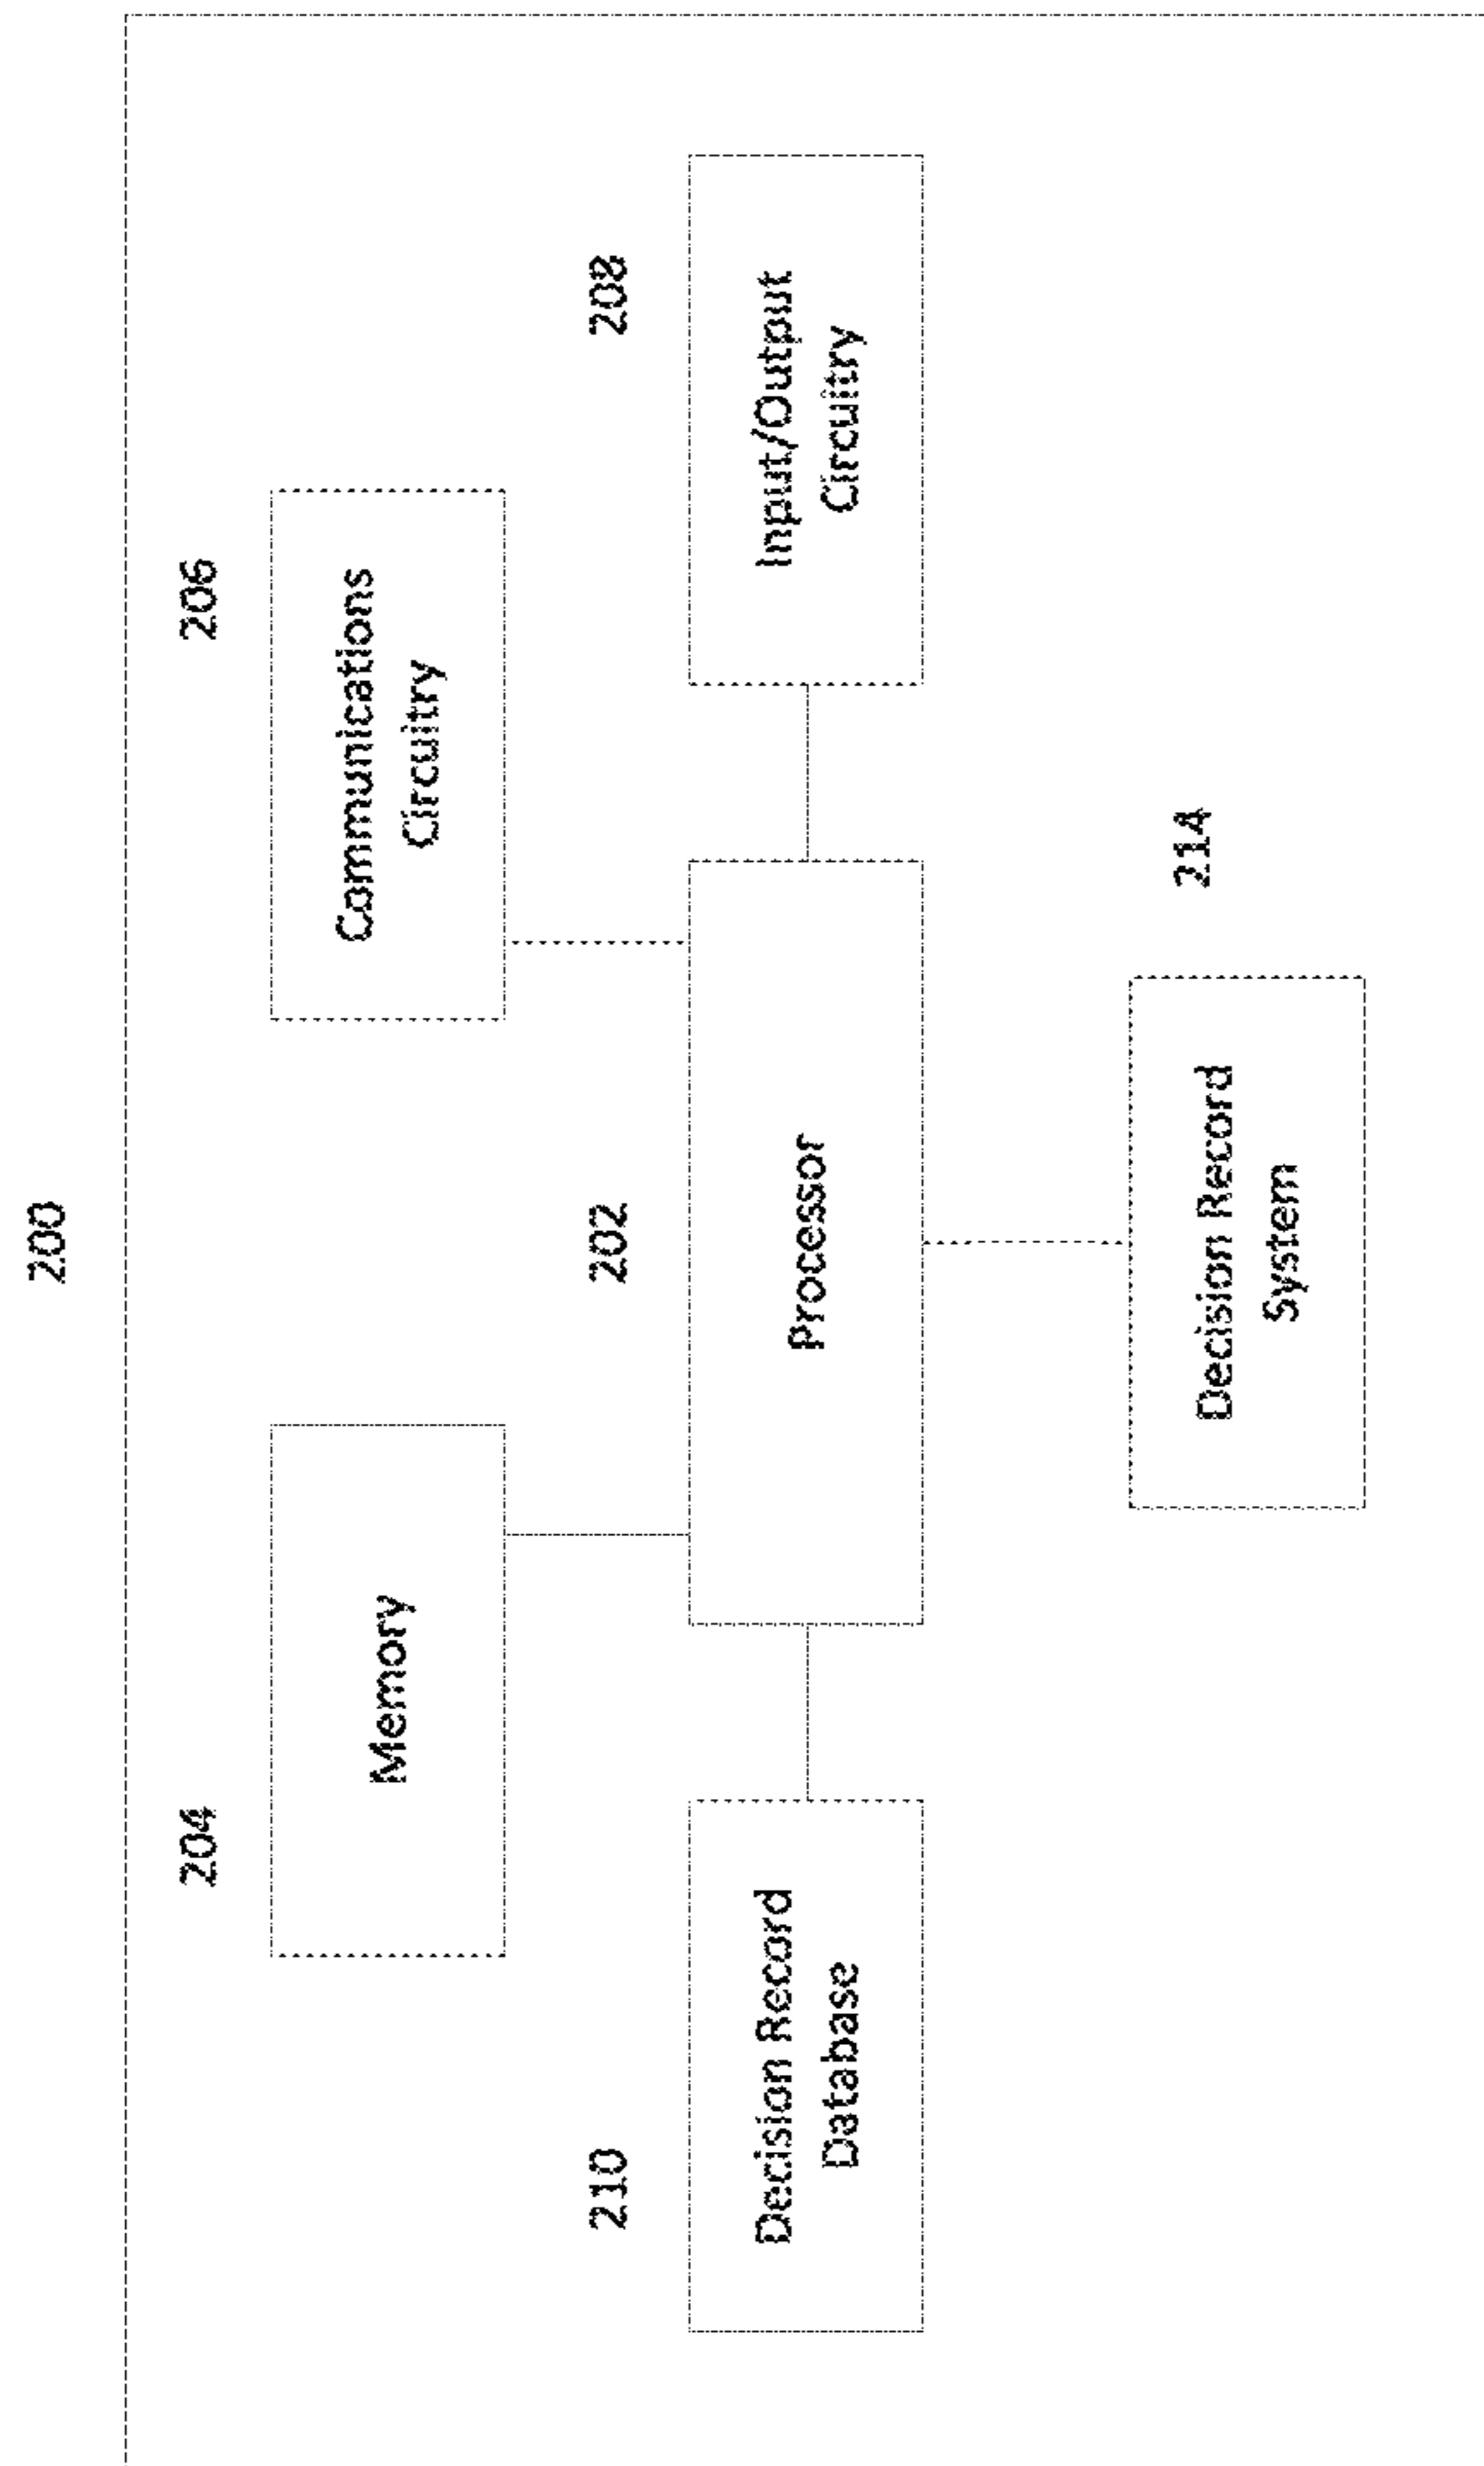 200
204
Memory
206
Communications
Circuitry
210
Decision Record
Database
202
Processor
208
Input/Output
Circuitry
214
Decision Record
System